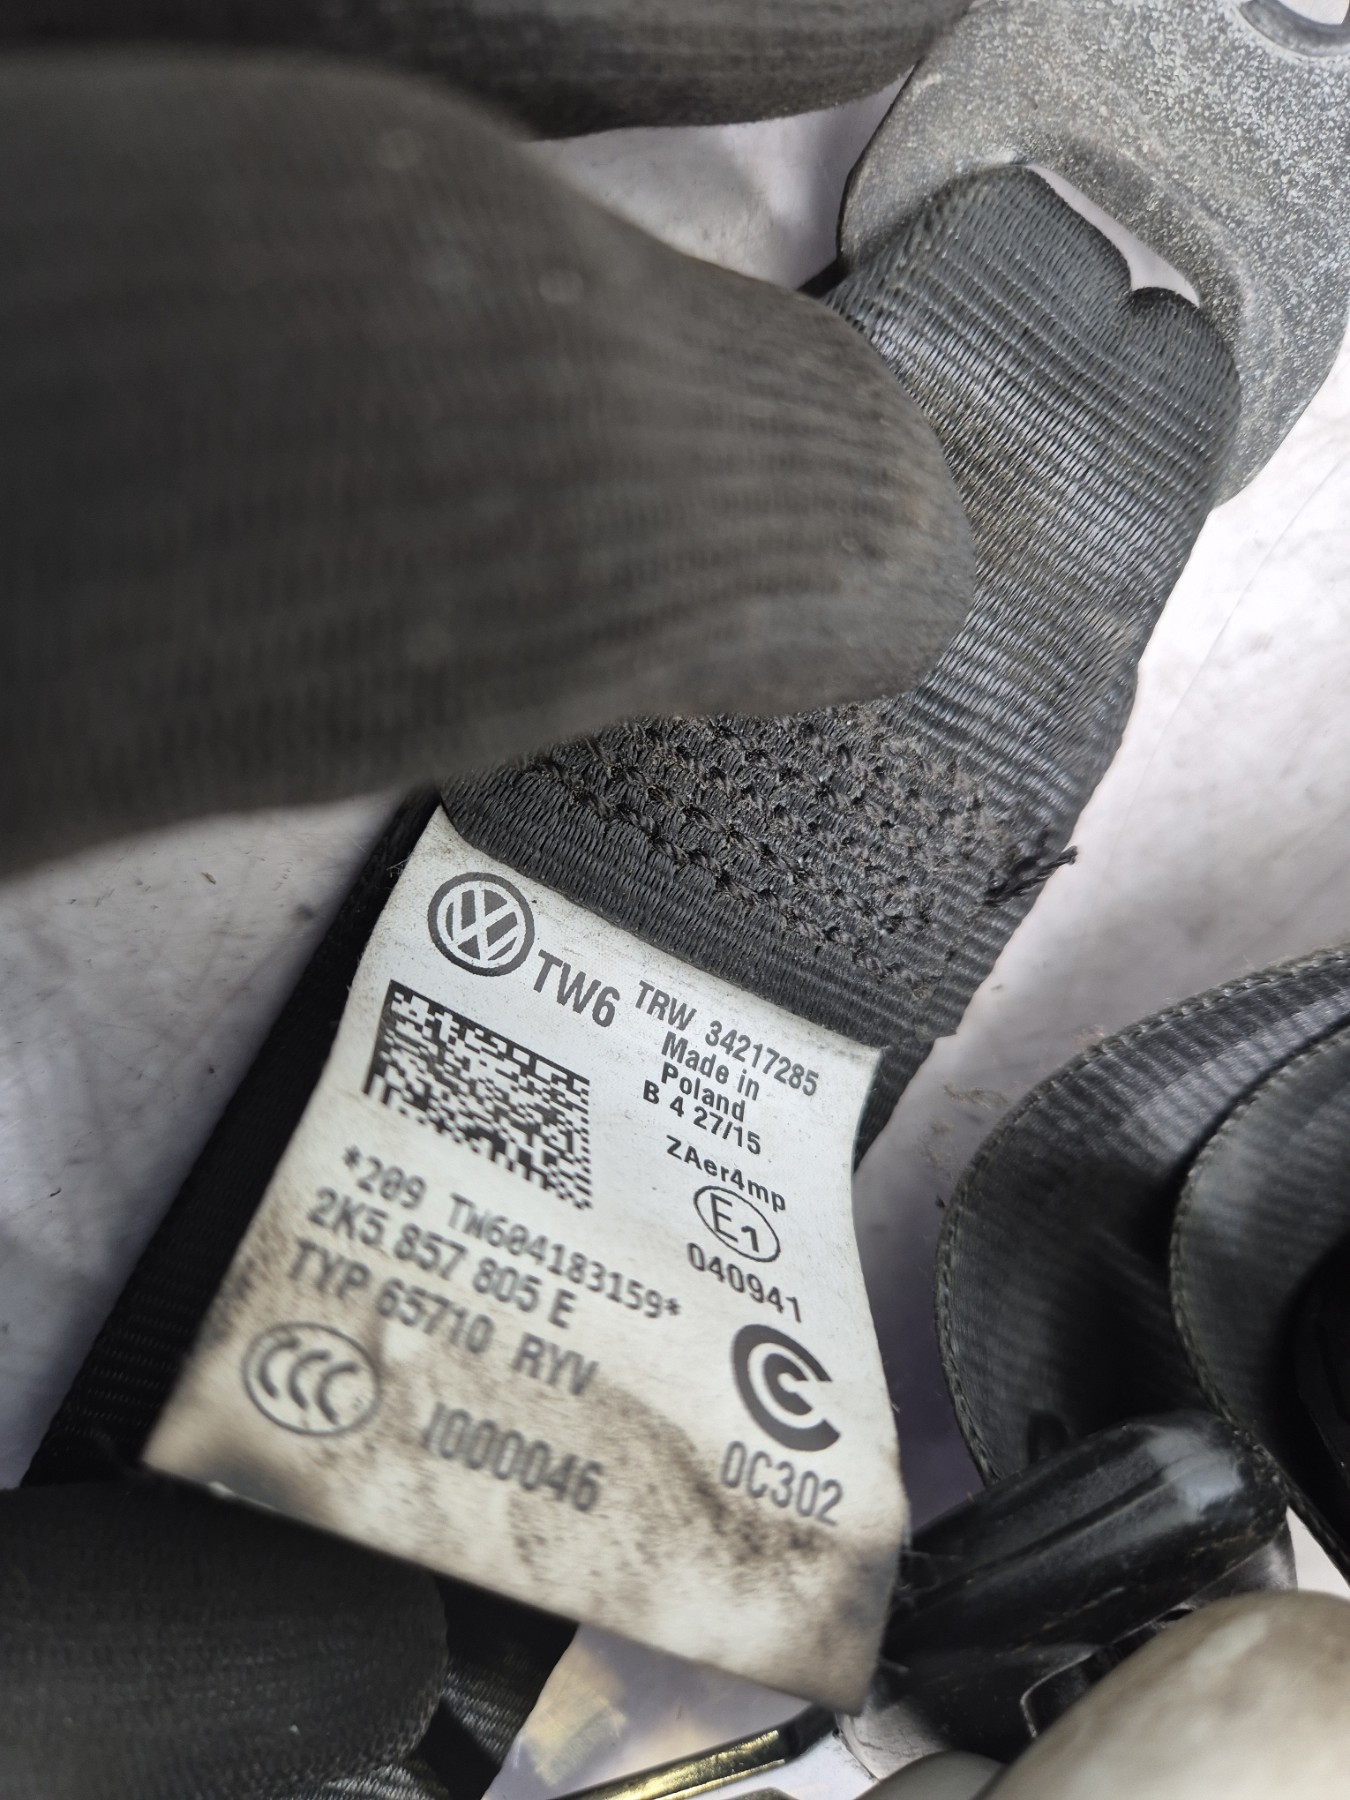 TW6
TRW 34217285
Made in
Poland
B 4 27/15
ZAer4mp
E1
040941
*209 TW604183159*
2K5 857 805 E
TYP 65710 RYV
CCC
1000046
0C302